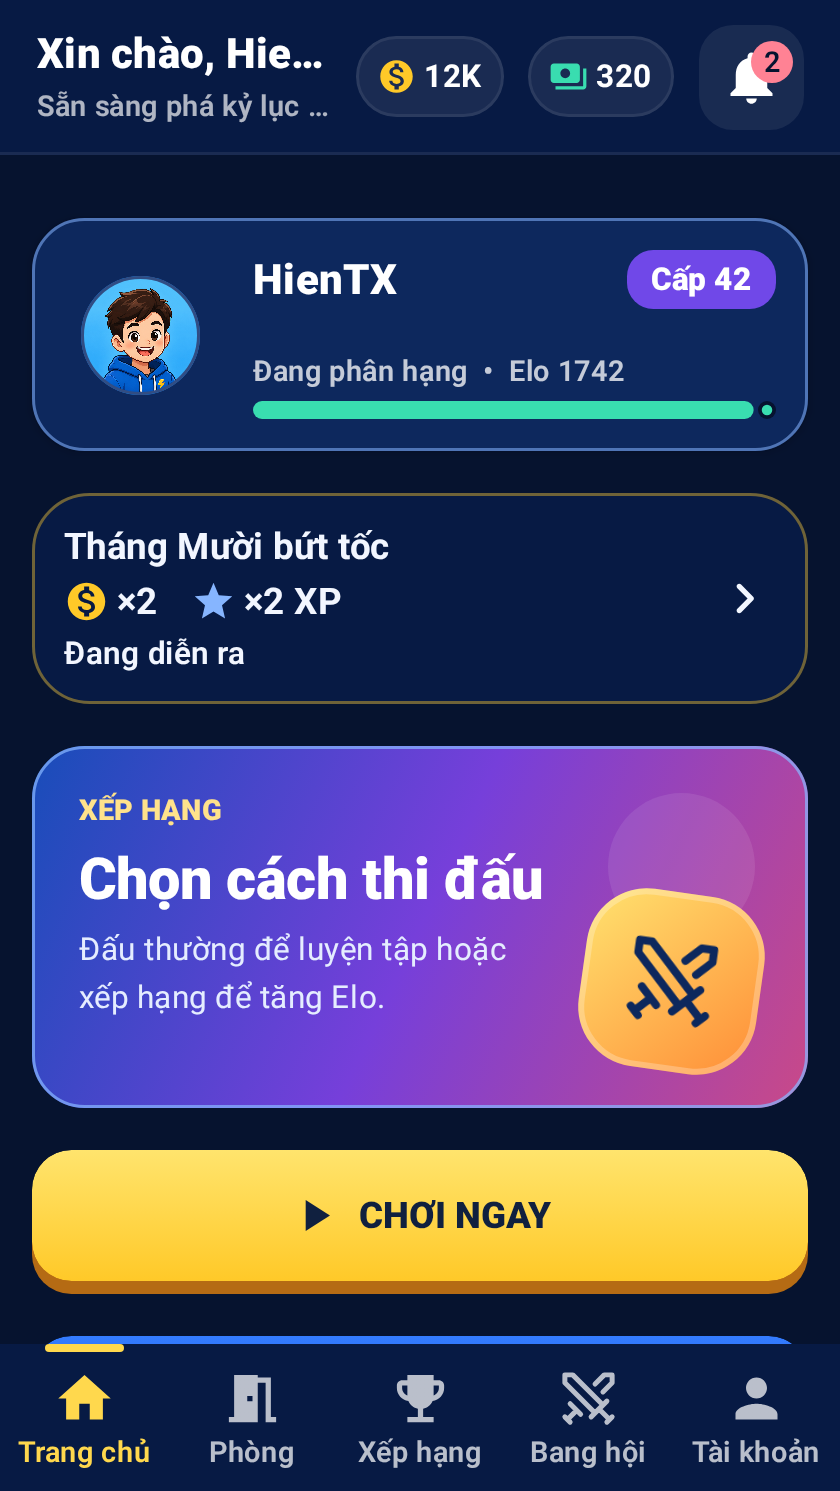 Xin chào, Hie...
Sẵn sàng phá kỷ lục ...
12K
320
2
HienTX
Cấp 42
Đang phân hạng • Elo 1742
Tháng Mười bứt tốc
×2
×2 XP
Đang diễn ra
XẾP HẠNG
Chọn cách thi đấu
Đấu thường để luyện tập hoặc
xếp hạng để tăng Elo.
CHƠI NGAY
Trang chủ
Phòng
Xếp hạng
Bang hội
Tài khoản